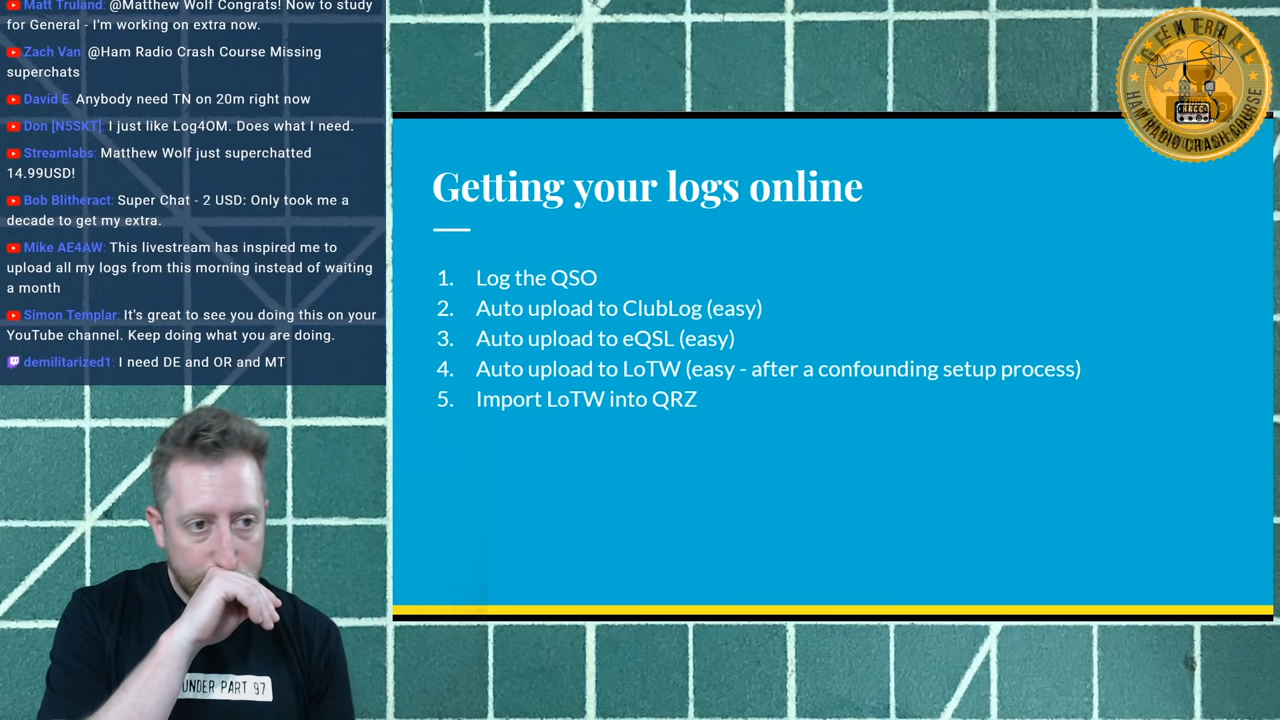 Matt Truland: @Matthew Wolf Congrats! Now to study
for General - I'm working on extra now.
Zach Van: @Ham Radio Crash Course Missing
superchats
David E: Anybody need TN on 20m right now
Don [N5SKT]: I just like Log4OM. Does what I need.
Streamlabs: Matthew Wolf just superchatted
14.99USD!
Bob Blitheract: Super Chat - 2 USD: Only took me a
decade to get my extra.
Mike AE4AW: This livestream has inspired me to
upload all my logs from this morning instead of waiting
a month
Simon Templar: It's great to see you doing this on your
YouTube channel. Keep doing what you are doing.
demilitarized1: I need DE and OR and MT
UNDER PART 97
HAM RADIO CRASH COURSE
HRCC
Getting your logs online
1. Log the QSO
2. Auto upload to ClubLog (easy)
3. Auto upload to eQSL (easy)
4. Auto upload to LoTW (easy - after a confounding setup process)
5. Import LoTW into QRZ